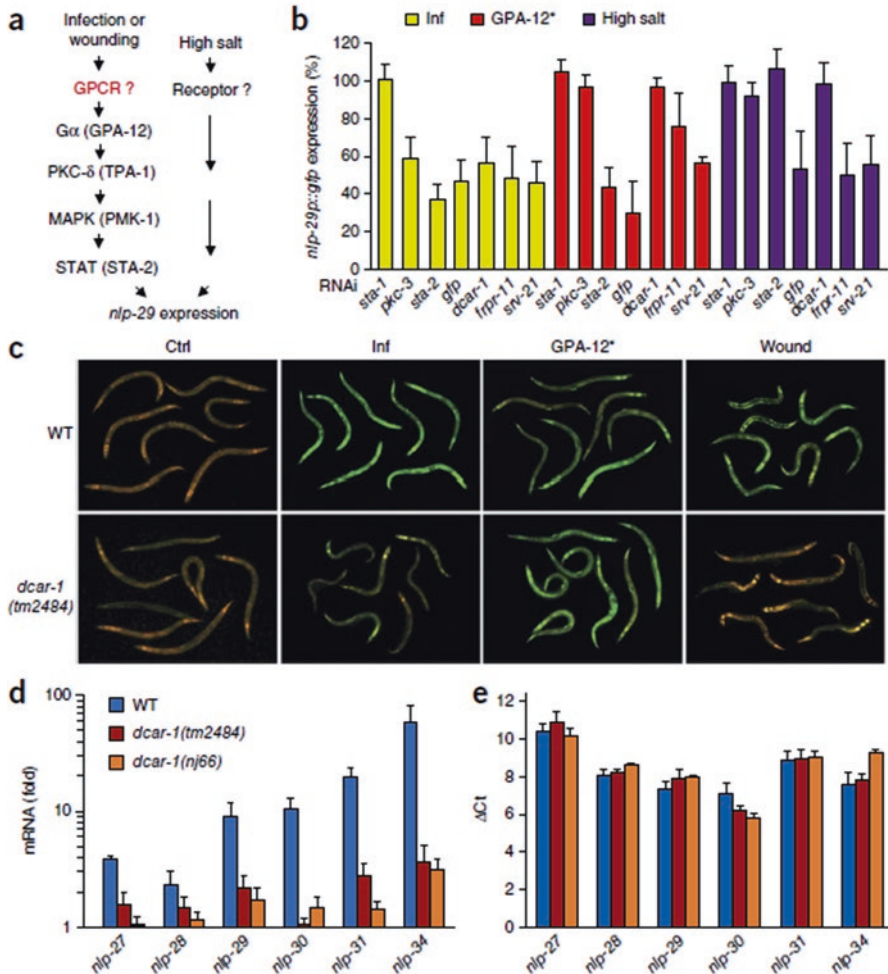 a
Infection or
wounding
High salt
GPCR ?
Receptor ?
Gα (GPA-12)
PKC-δ (TPA-1)
MAPK (PMK-1)
STAT (STA-2)
nlp-29 expression
b
Inf
GPA-12*
High salt
nlp-29p::gfp expression (%)
120
100
80
60
40
20
0
RNAi
sta-1
pkc-3
sta-2
gfp
dcar-1
frpr-11
srv-21
sta-1
pkc-3
sta-2
gfp
dcar-1
frpr-11
srv-21
sta-1
pkc-3
sta-2
gfp
dcar-1
frpr-11
srv-21
c
Ctrl
Inf
GPA-12*
Wound
WT
dcar-1
(tm2484)
d
WT
dcar-1(tm2484)
dcar-1(nj66)
mRNA (fold)
100
10
1
nlp-27
nlp-28
nlp-29
nlp-30
nlp-31
nlp-34
e
ΔCt
12
10
8
6
4
2
0
nlp-27
nlp-28
nlp-29
nlp-30
nlp-31
nlp-34